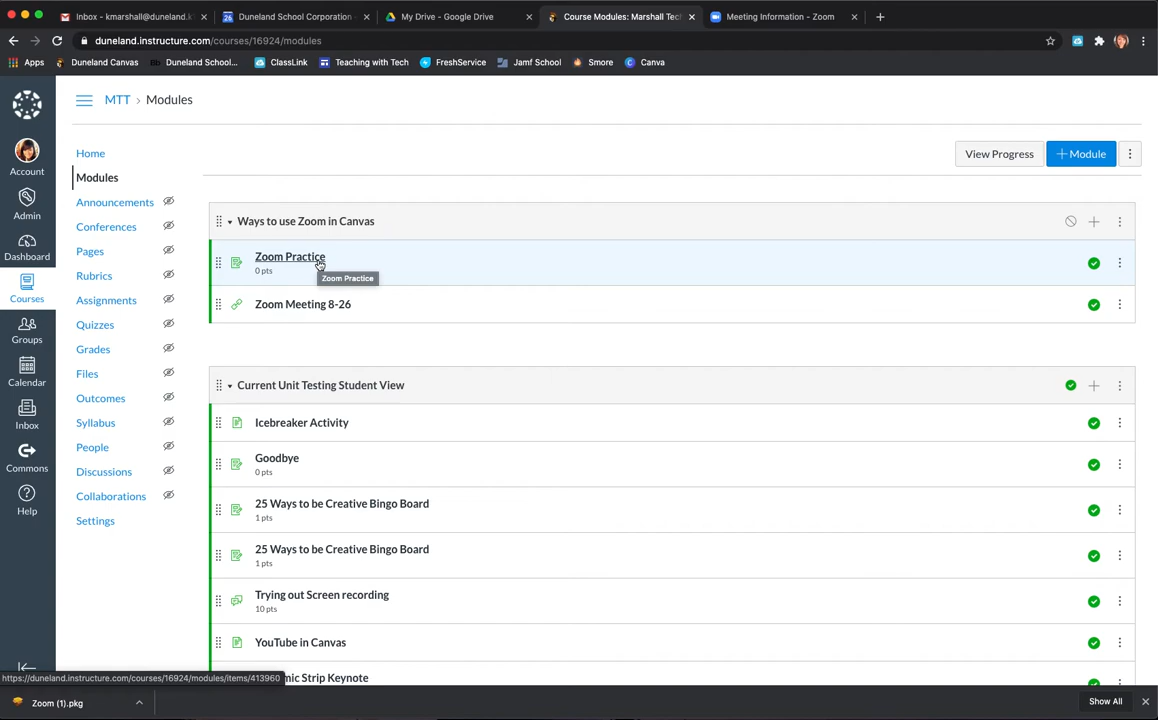 Inbox - kmarshall@duneland.k
Duneland School Corporation
My Drive - Google Drive
Course Modules: Marshall Tech
Meeting Information - Zoom
duneland.instructure.com/courses/16924/modules
Apps
Duneland Canvas
Duneland School...
ClassLink
Teaching with Tech
FreshService
Jamf School
Smore
Canva
MTT › Modules
Account
Admin
Dashboard
Courses
Groups
Calendar
Inbox
Commons
Help
Home
Modules
Announcements
Conferences
Pages
Rubrics
Assignments
Quizzes
Grades
Files
Outcomes
Syllabus
People
Discussions
Collaborations
Settings
View Progress
+ Module
Ways to use Zoom in Canvas
Zoom Practice
0 pts
Zoom Practice
Zoom Meeting 8-26
Current Unit Testing Student View
Icebreaker Activity
Goodbye
0 pts
25 Ways to be Creative Bingo Board
1 pts
25 Ways to be Creative Bingo Board
1 pts
Trying out Screen recording
10 pts
YouTube in Canvas
mic Strip Keynote
https://duneland.instructure.com/courses/16924/modules/items/413960
Zoom (1).pkg
Show All